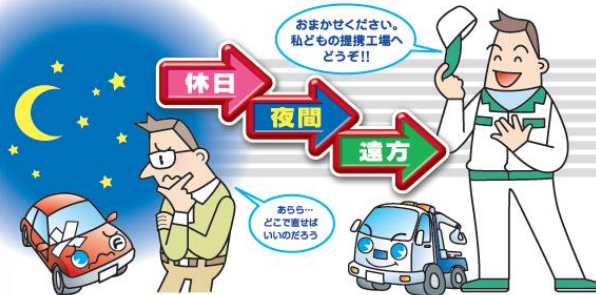 おまかせください。
私どもの提携工場へ
どうぞ!!
休日
夜間
遠方
あらら…
どこで直せば
いいのだろう